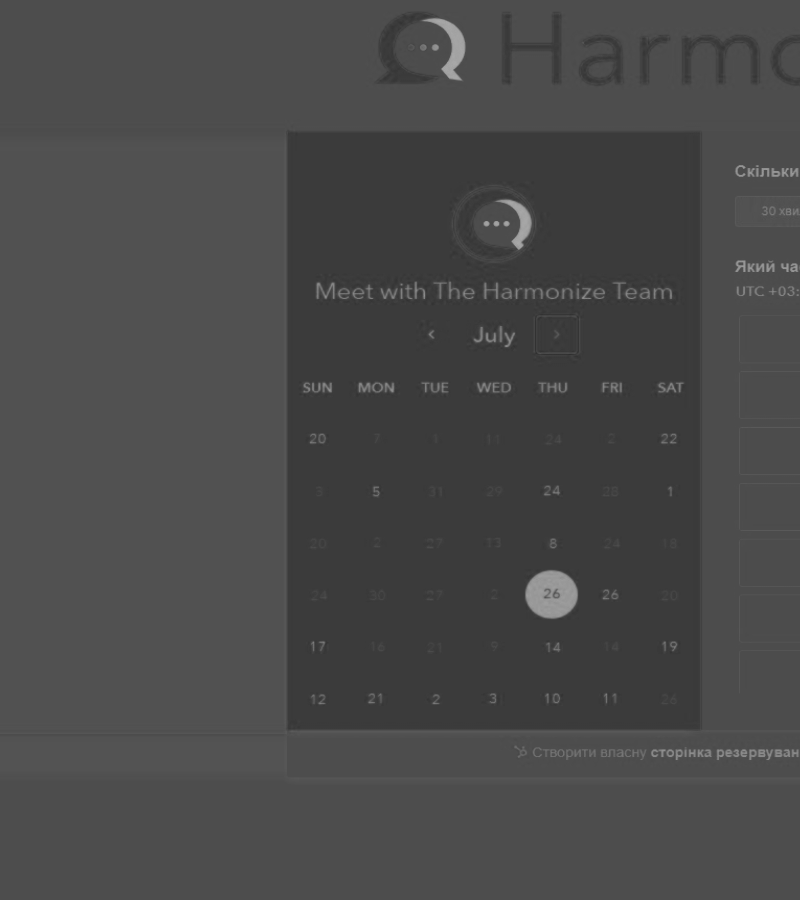 Harmo
Meet with The Harmonize Team
July
SUN MON TUE WED THU FRI SAT
20 7 1 11 24 2 22
3 5 31 29 24 28 1
20 2 27 13 8 24 18
24 30 27 2 26 26 20
17 16 21 9 14 14 19
12 21 2 3 10 11 26
Скільки
30 хви
Який ча
UTC +03:
Створити власну сторінка резервуван